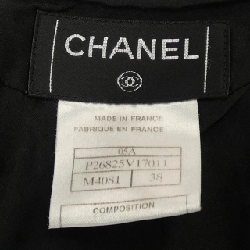 CHANEL
MADE IN FRANCE
FABRIQUE EN FRANCE
05A
P26825V17011
M4081 38
COMPOSITION